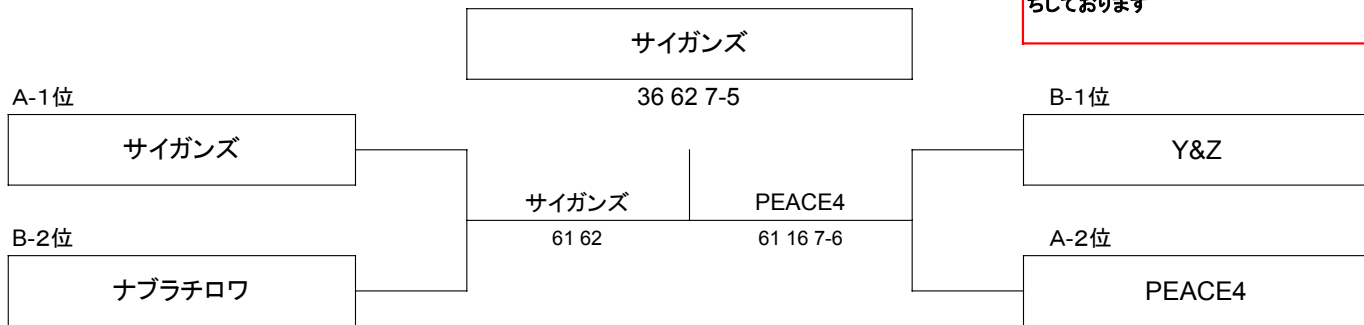 ちしております
サイガンズ
36 62 7-5
A-1位
B-1位
サイガンズ
Y&Z
サイガンズ
PEACE4
61 62
61 16 7-6
B-2位
A-2位
ナブラチロワ
PEACE4